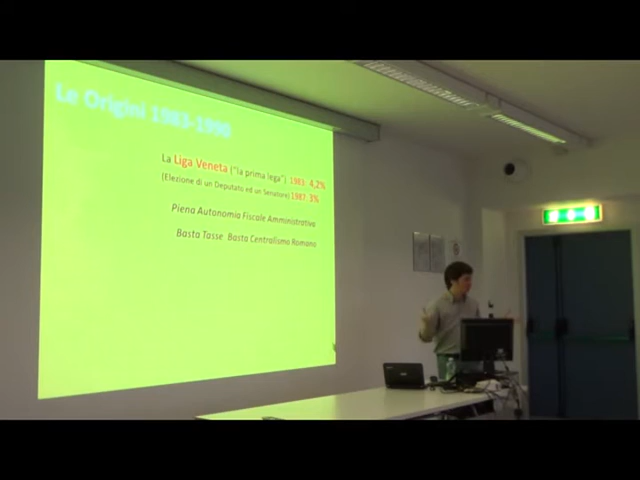 Le Origini 1983-1990
La Liga Veneta ("la prima lega") 1983: 4,2%
(Elezione di un Deputato ed un Senatore) 1987: 3%
Piena Autonomia Fiscale Amministrativa
Basta Tasse Basta Centralismo Romano